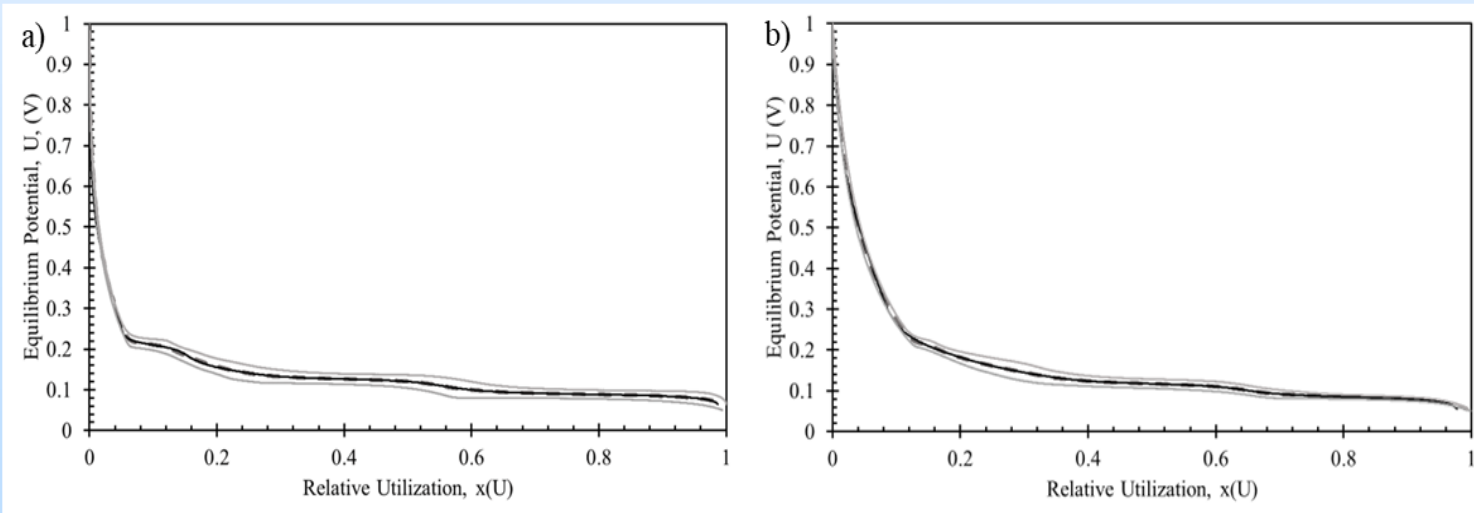 a)
Equilibrium Potential, U, (V)
1
0.9
0.8
0.7
0.6
0.5
0.4
0.3
0.2
0.1
0
0 0.2 0.4 0.6 0.8 1
Relative Utilization, x(U)
b)
Equilibrium Potential, U (V)
1
0.9
0.8
0.7
0.6
0.5
0.4
0.3
0.2
0.1
0
0 0.2 0.4 0.6 0.8 1
Relative Utilization, x(U)